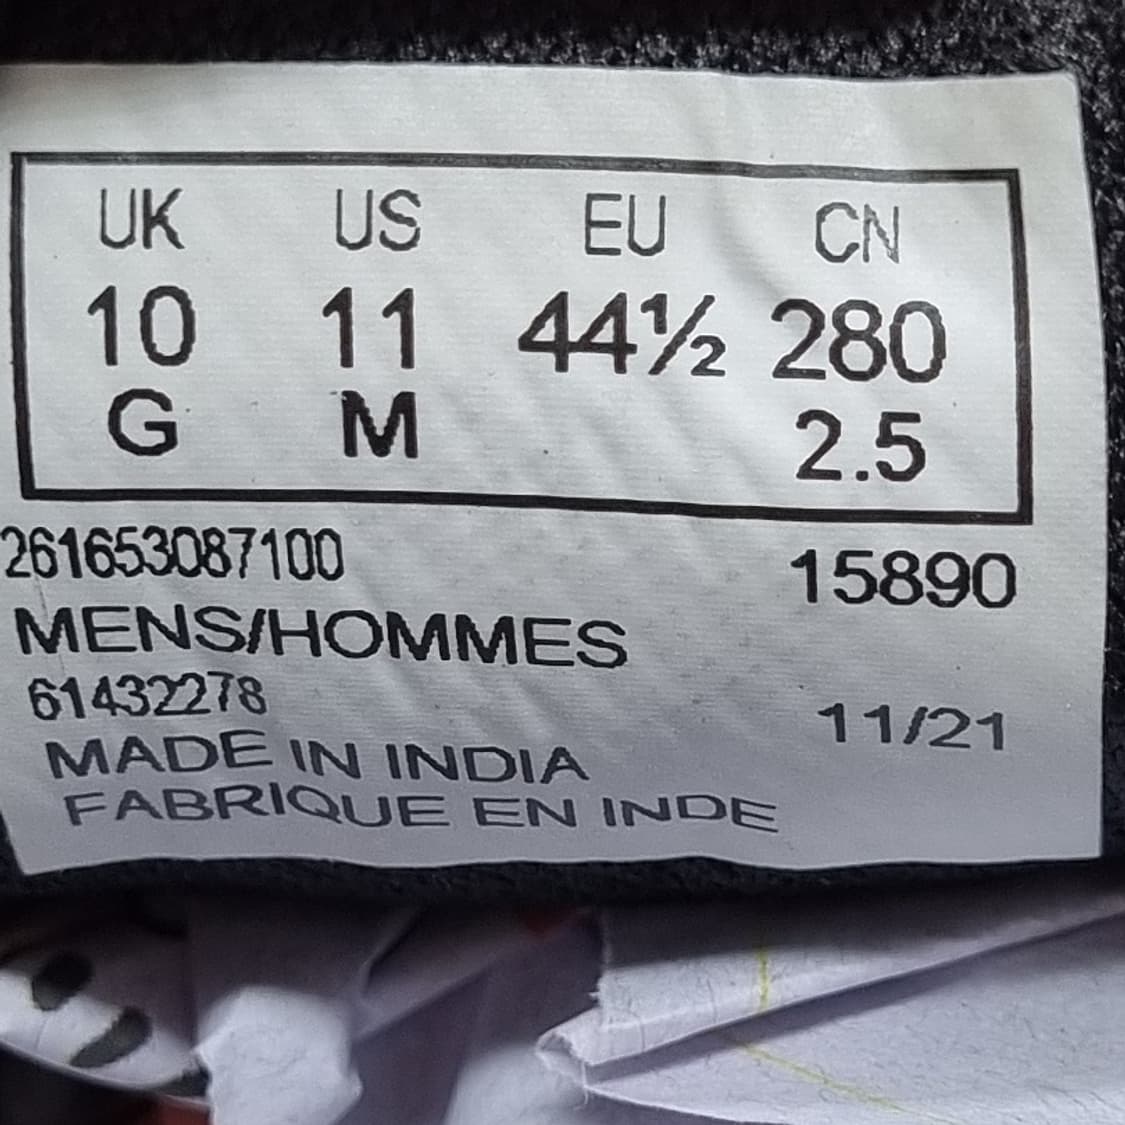 UK US EU CN
10 11 44½ 280
G M 2.5
261653087100 15890
MENS/HOMMES
61432278 11/21
MADE IN INDIA
FABRIQUE EN INDE